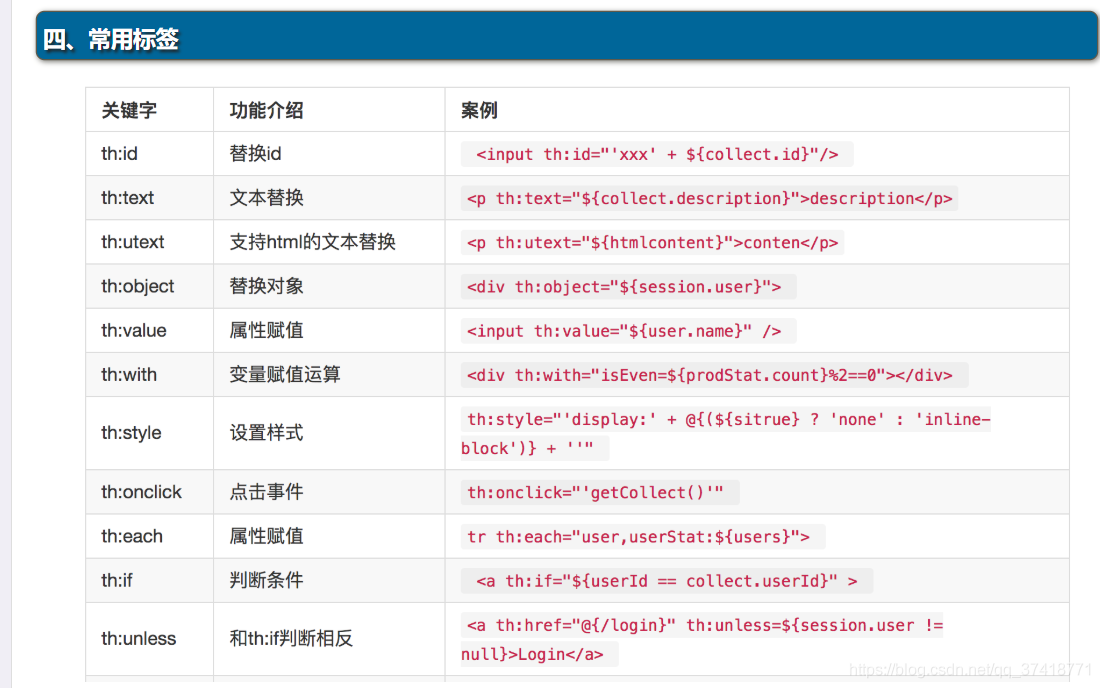 四、常用标签
关键字 功能介绍 案例
th:id 替换id <input th:id="'xxx' + ${collect.id}"/>
th:text 文本替换 <p th:text="${collect.description}">description</p>
th:utext 支持html的文本替换 <p th:utext="${htmlcontent}">conten</p>
th:object 替换对象 <div th:object="${session.user}">
th:value 属性赋值 <input th:value="${user.name}" />
th:with 变量赋值运算 <div th:with="isEven=${prodStat.count}%2==0"></div>
th:style 设置样式 th:style="'display:' + @{(${sitrue} ? 'none' : 'inline-
block')} + ''"
th:onclick 点击事件 th:onclick="'getCollect()'"
th:each 属性赋值 tr th:each="user,userStat:${users}">
th:if 判断条件 <a th:if="${userId == collect.userId}" >
th:unless 和th:if判断相反 <a th:href="@{/login}" th:unless=${session.user !=
null}>Login</a>
https://blog.csdn.net/qq_37418771